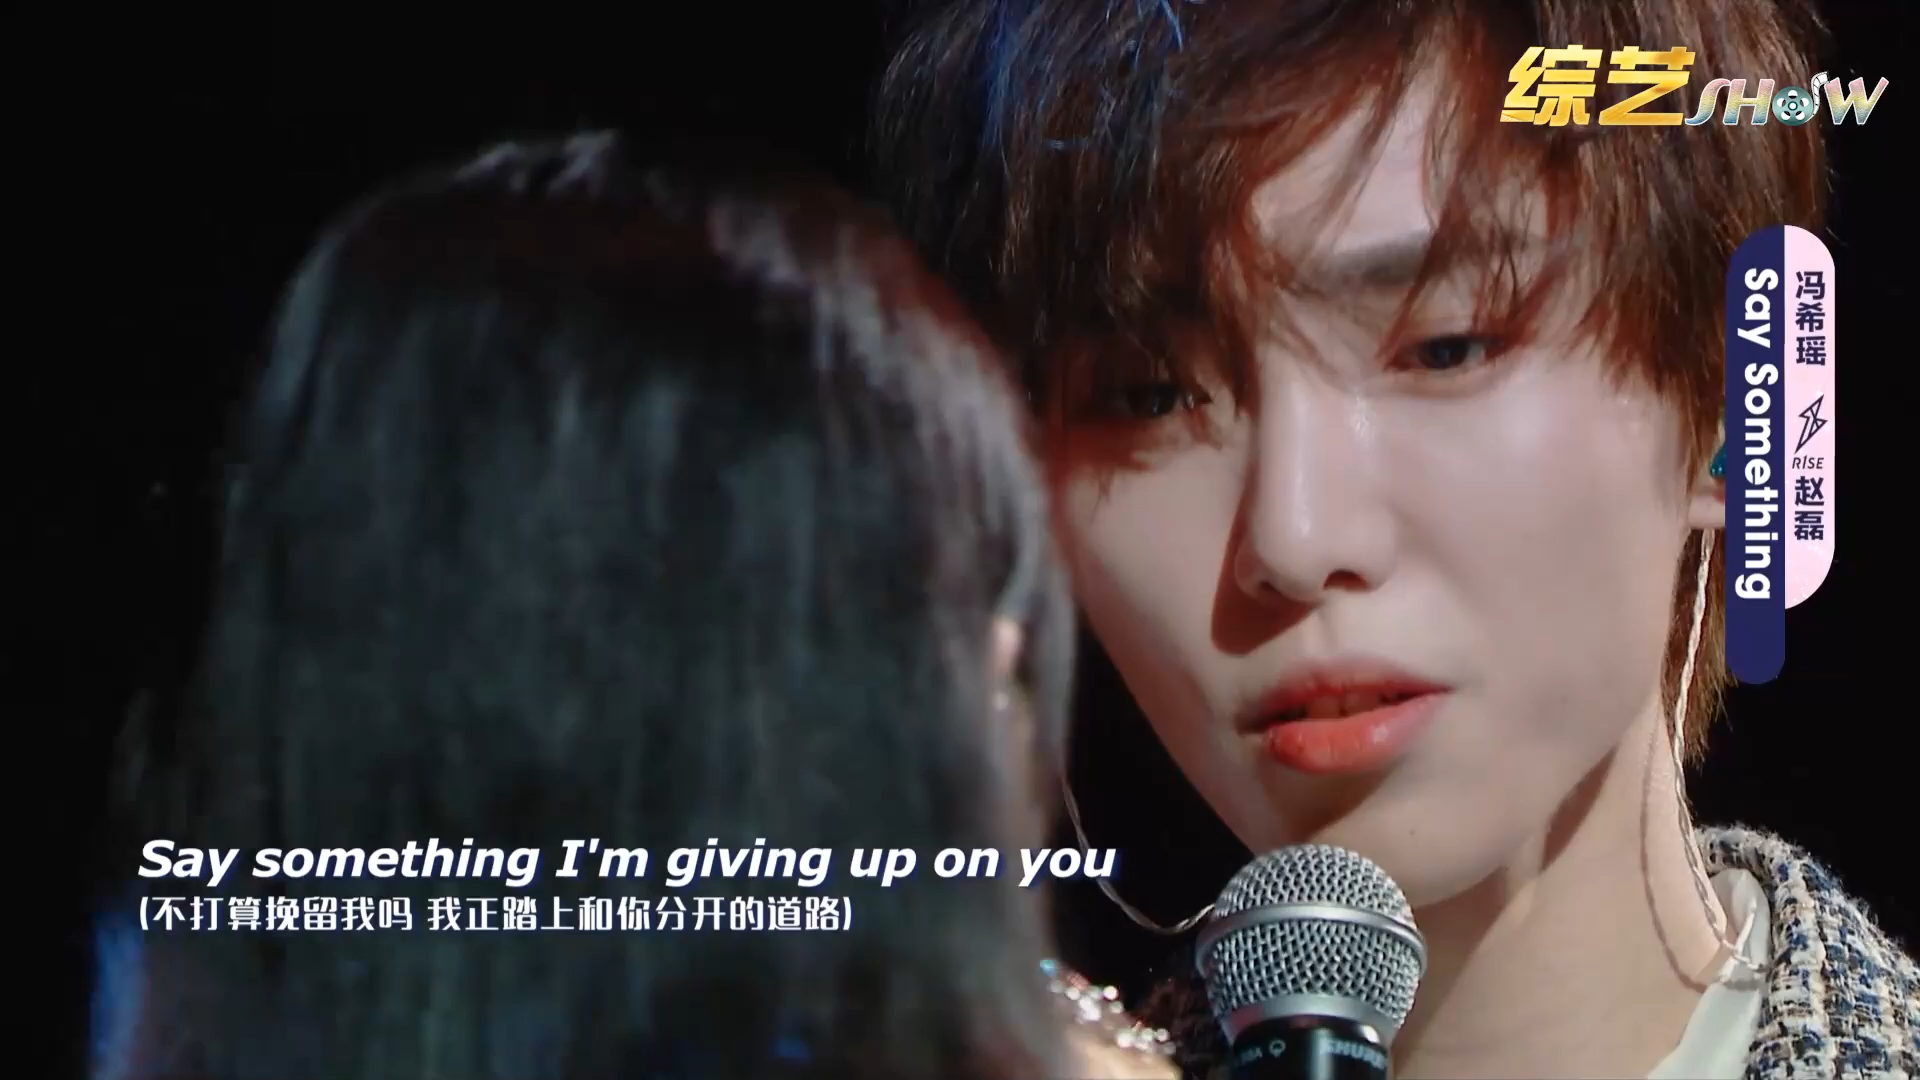 综艺SHOW
Say Something
冯希瑶
RISE
赵磊
Say something I'm giving up on you
(不打算挽留我吗 我正踏上和你分开的道路)